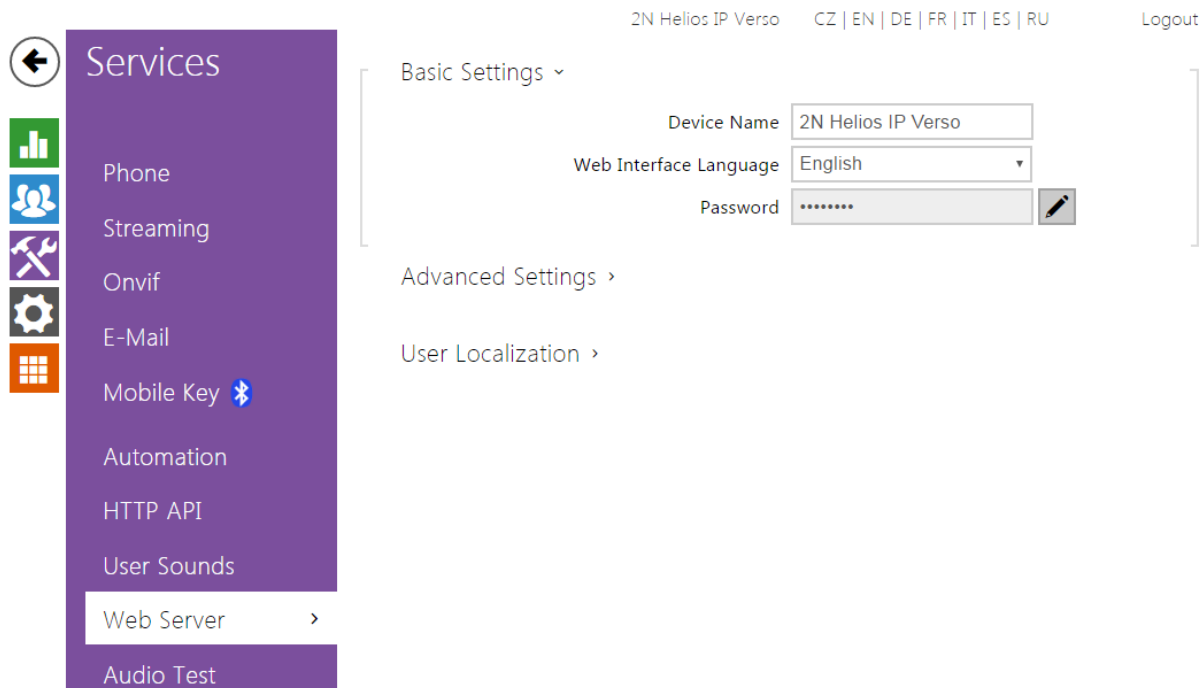 2N Helios IP Verso CZ | EN | DE | FR | IT | ES | RU Logout
Services
Phone
Streaming
Onvif
E-Mail
Mobile Key
Automation
HTTP API
User Sounds
Web Server
Audio Test
Basic Settings
Device Name 2N Helios IP Verso
Web Interface Language English
Password ••••••••
Advanced Settings
User Localization